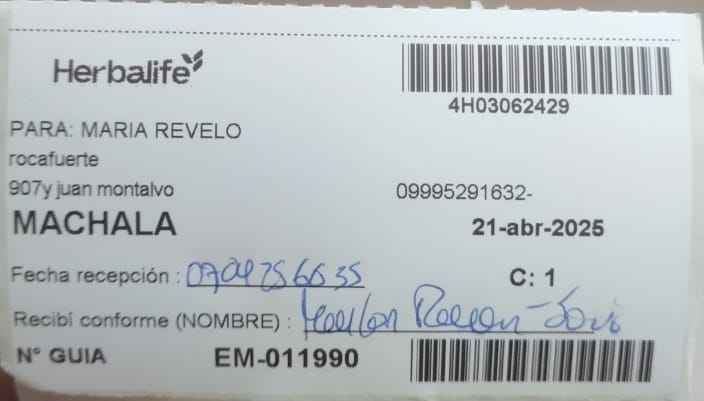 Herbalife
4H03062429
PARA: MARIA REVELO
rocafuerte
907y juan montalvo 09995291632-
MACHALA 21-abr-2025
Fecha recepción : 0704256635 C: 1
Recibí conforme (NOMBRE) :
N° GUIA EM-011990